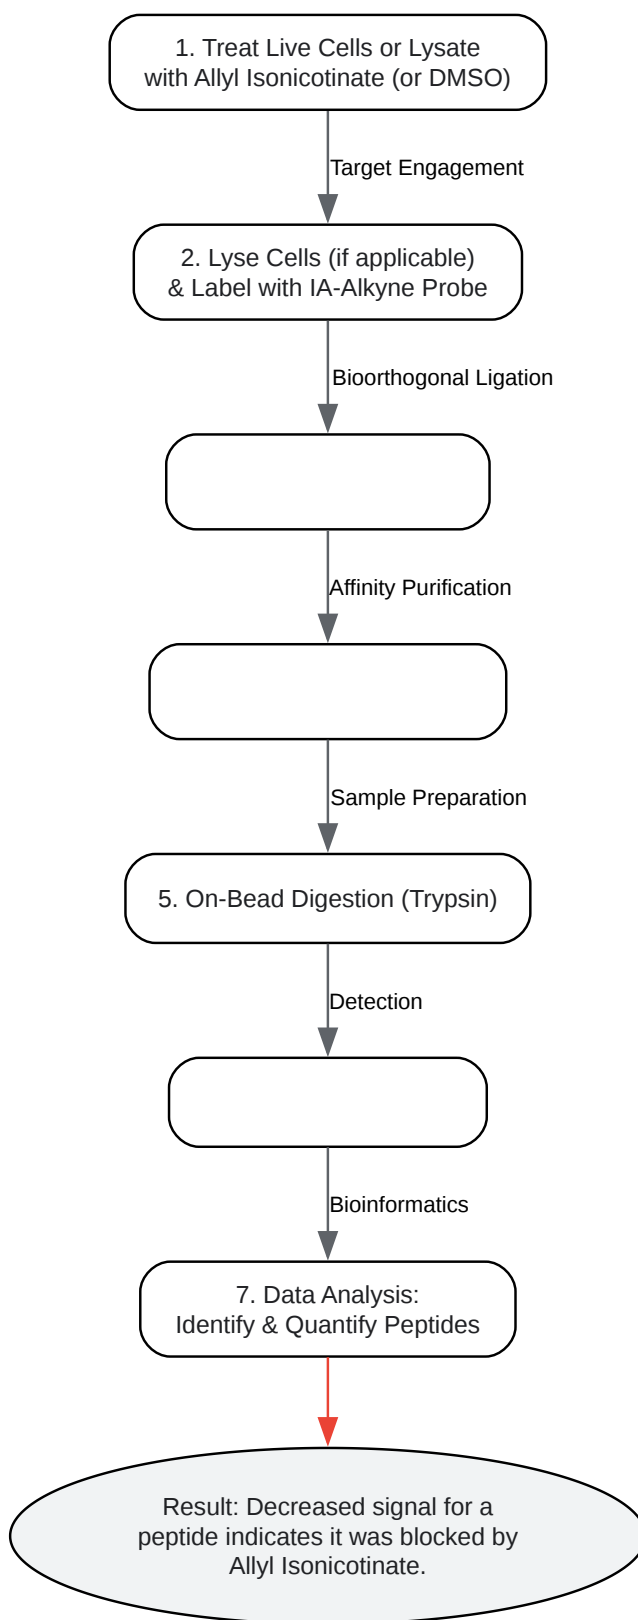 1. Treat Live Cells or Lysate
with Allyl Isonicotinate (or DMSO)
Target Engagement
2. Lyse Cells (if applicable)
& Label with IA-Alkyne Probe
Bioorthogonal Ligation
Affinity Purification
Sample Preparation
5. On-Bead Digestion (Trypsin)
Detection
Bioinformatics
7. Data Analysis:
Identify & Quantify Peptides
Result: Decreased signal for a
peptide indicates it was blocked by
Allyl Isonicotinate.